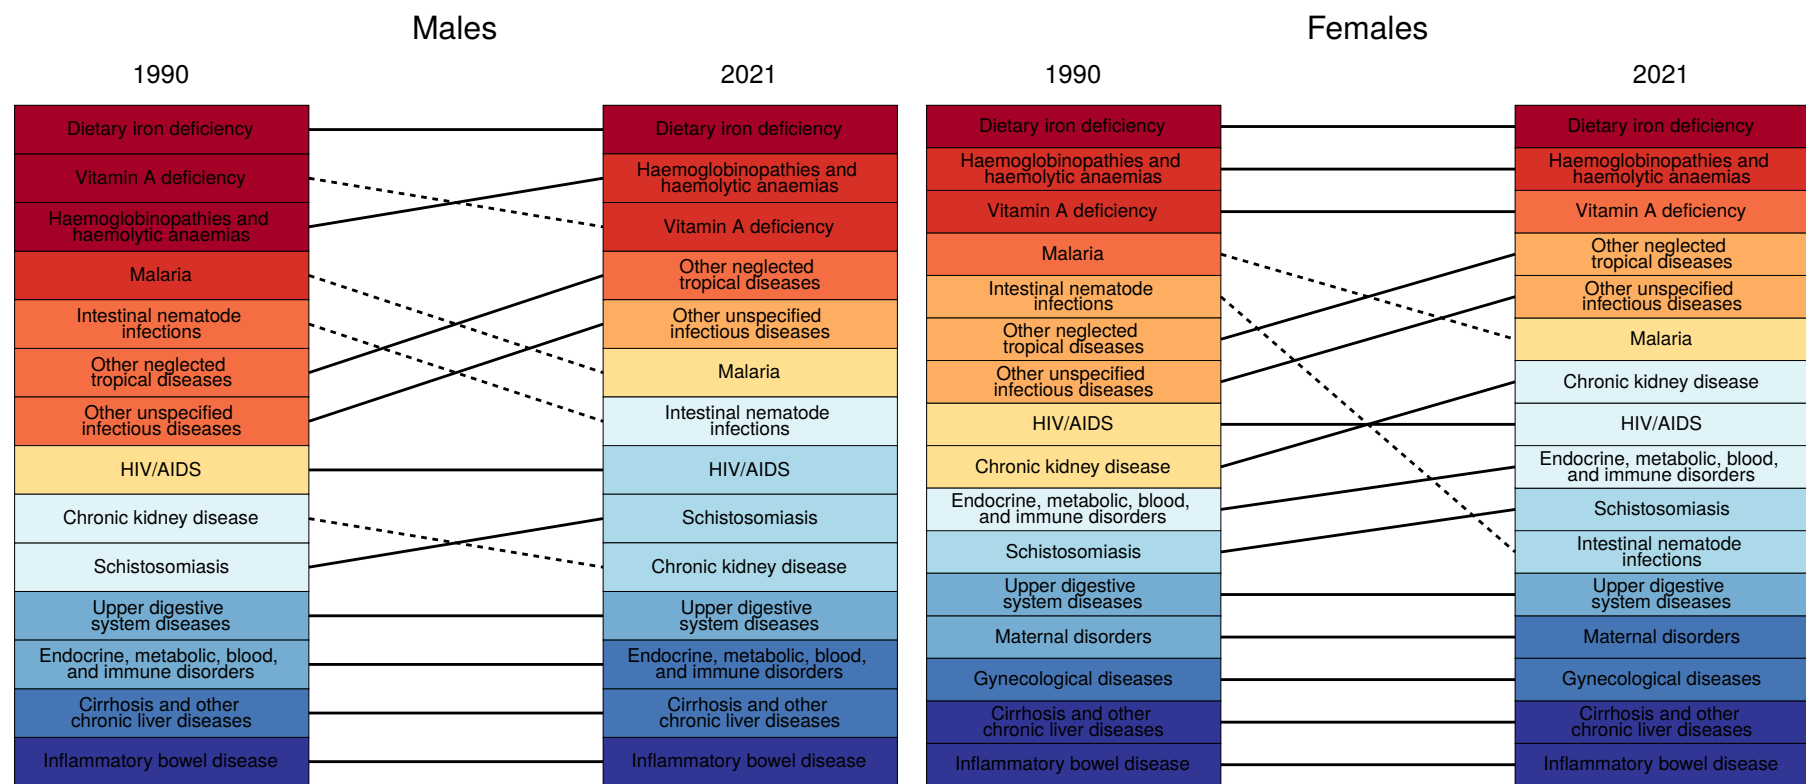 Males
1990
2021
Dietary iron deficiency
Vitamin A deficiency
Haemoglobinopathies and
haemolytic anaemias
Malaria
Intestinal nematode
infections
Other neglected
tropical diseases
Other unspecified
infectious diseases
HIV/AIDS
Chronic kidney disease
Schistosomiasis
Upper digestive
system diseases
Endocrine, metabolic, blood,
and immune disorders
Cirrhosis and other
chronic liver diseases
Inflammatory bowel disease
Dietary iron deficiency
Haemoglobinopathies and
haemolytic anaemias
Vitamin A deficiency
Other neglected
tropical diseases
Other unspecified
infectious diseases
Malaria
Intestinal nematode
infections
HIV/AIDS
Schistosomiasis
Chronic kidney disease
Upper digestive
system diseases
Endocrine, metabolic, blood,
and immune disorders
Cirrhosis and other
chronic liver diseases
Inflammatory bowel disease
Females
1990
2021
Dietary iron deficiency
Haemoglobinopathies and
haemolytic anaemias
Vitamin A deficiency
Malaria
Intestinal nematode
infections
Other neglected
tropical diseases
Other unspecified
infectious diseases
HIV/AIDS
Chronic kidney disease
Endocrine, metabolic, blood,
and immune disorders
Schistosomiasis
Upper digestive
system diseases
Maternal disorders
Gynecological diseases
Cirrhosis and other
chronic liver diseases
Inflammatory bowel disease
Dietary iron deficiency
Haemoglobinopathies and
haemolytic anaemias
Vitamin A deficiency
Other neglected
tropical diseases
Other unspecified
infectious diseases
Malaria
Chronic kidney disease
HIV/AIDS
Endocrine, metabolic, blood,
and immune disorders
Schistosomiasis
Intestinal nematode
infections
Upper digestive
system diseases
Maternal disorders
Gynecological diseases
Cirrhosis and other
chronic liver diseases
Inflammatory bowel disease